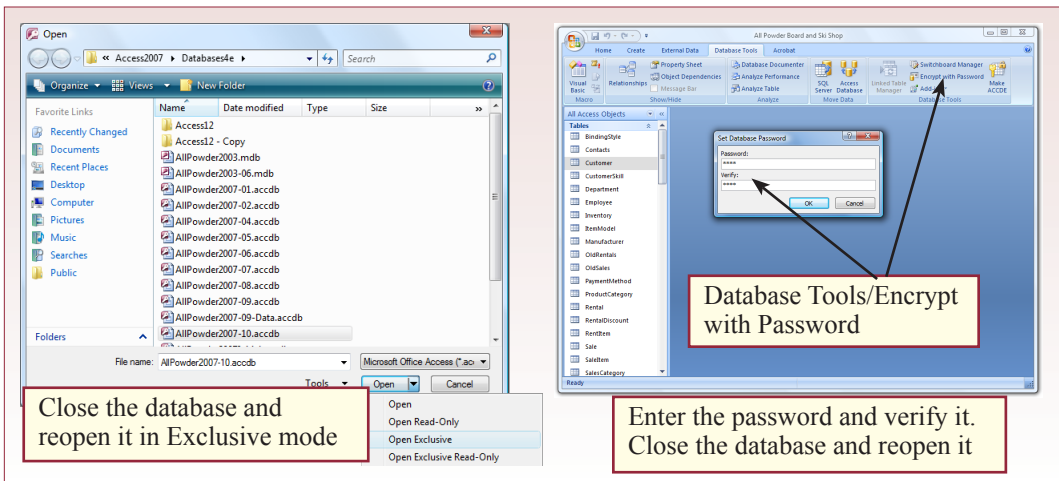 Open
« Access2007 ▸ Databases4e ▸
Search
Organize Views New Folder
Favorite Links
Recently Changed
Documents
Recent Places
Desktop
Computer
Pictures
Music
Searches
Public
Folders
Name Date modified Type Size »
Access12
Access12 - Copy
AllPowder2003.mdb
AllPowder2003-06.mdb
AllPowder2007-01.accdb
AllPowder2007-02.accdb
AllPowder2007-04.accdb
AllPowder2007-05.accdb
AllPowder2007-06.accdb
AllPowder2007-08.accdb
AllPowder2007-09.accdb
AllPowder2007-09-Data.accdb
AllPowder2007-10.accdb
File name: AllPowder2007-10.accdb
Microsoft Office Access (*.acc
Tools Open Cancel
Open
Open Read-Only
Open Exclusive
Open Exclusive Read-Only
Close the database and
reopen it in Exclusive mode
All Powder Board and Ski Shop
Home Create External Data Database Tools Acrobat
Visual Basic
Macro
Relationships
Property Sheet
Object Dependencies
Message Bar
Show/Hide
Database Documenter
Analyze Performance
Analyze Table
Analyze
SQL Server
Access Database
Move Data
Linked Table Manager
Switchboard Manager
Encrypt with Password
Make ACCDE
Database Tools
All Access Objects
Tables
BindingStyle
Contacts
Customer
CustomerSkill
Department
Employee
Inventory
ItemModel
Manufacturer
OldRentals
OldSales
PaymentMethod
ProductCategory
Rental
RentalDiscount
RentItem
Sale
SaleItem
SalesCategory
Ready
Set Database Password
Password:
****
Verify:
****
OK Cancel
Database Tools/Encrypt
with Password
Enter the password and verify it.
Close the database and reopen it